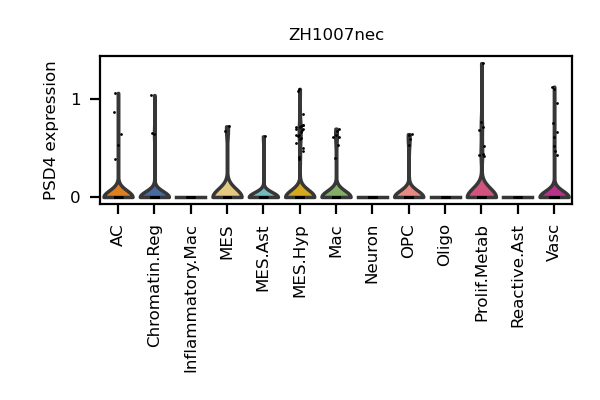 ZH1007nec
PSD4 expression
1
0
AC
Chromatin.Reg
Inflammatory.Mac
MES
MES.Ast
MES.Hyp
Mac
Neuron
OPC
Oligo
Prolif.Metab
Reactive.Ast
Vasc